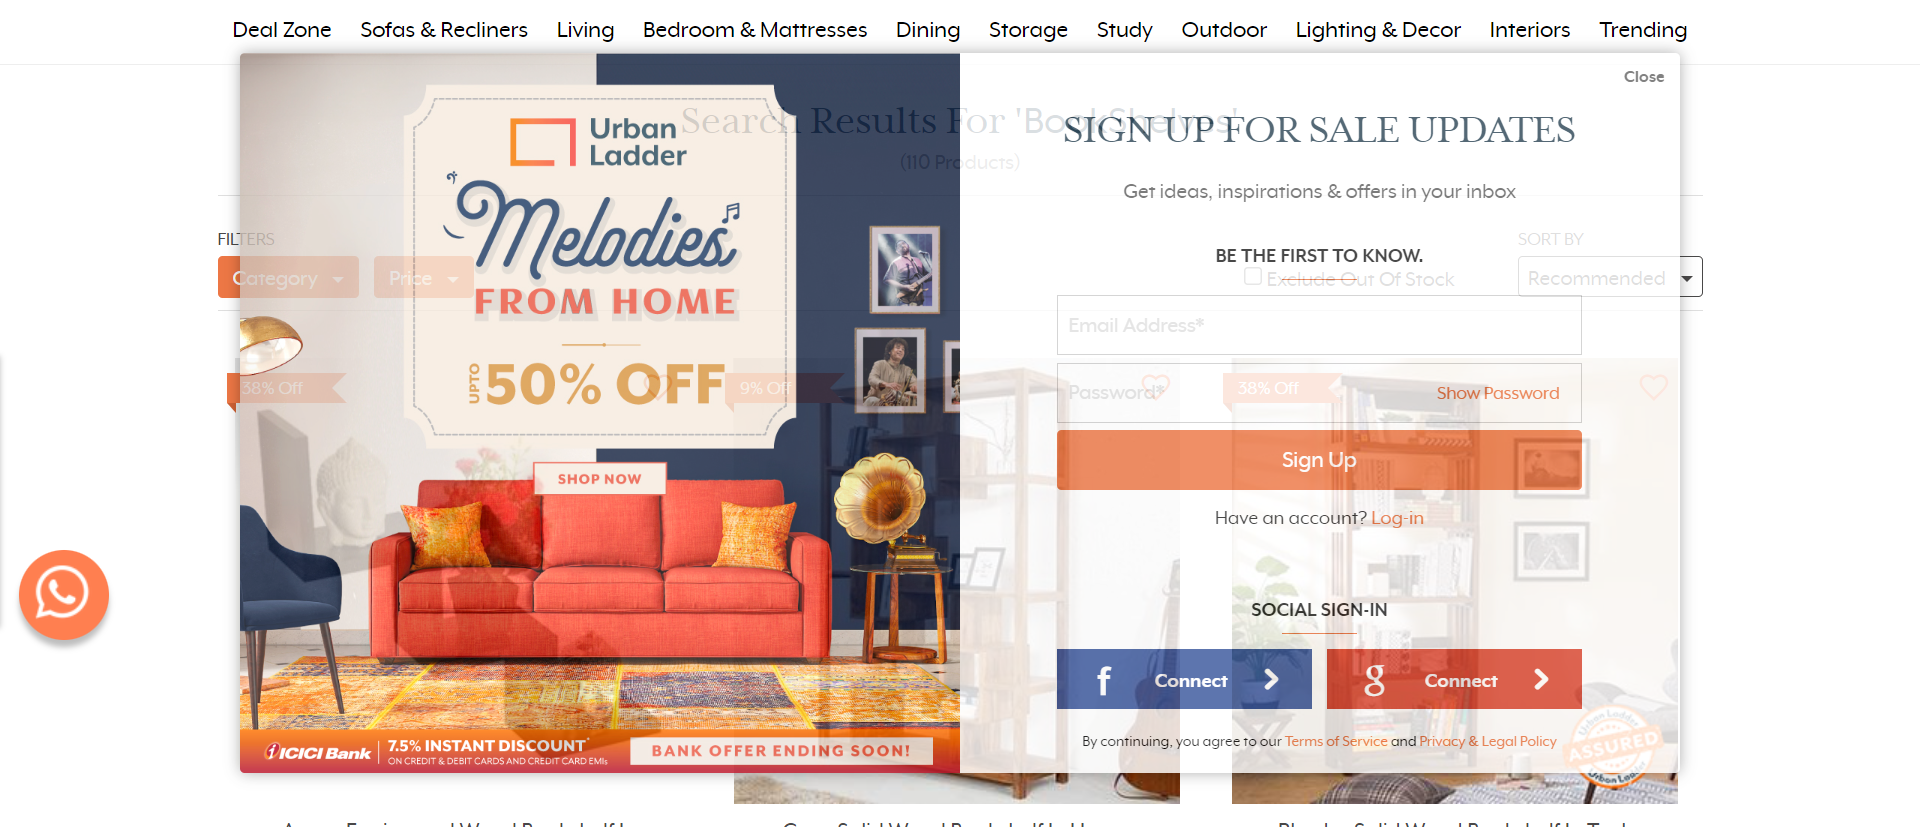 Deal Zone Sofas & Recliners Living Bedroom & Mattresses Dining Storage Study Outdoor Lighting & Decor Interiors Trending
Close
Search Results For 'Book Shelves'
(110 Products)
FILTERS
Category
Price
Exclude Out Of Stock
SORT BY
Recommended
38% Off
9% Off
38% Off
Urban
Ladder
Melodies
FROM HOME
UPTO
50% OFF
SHOP NOW
ICICI Bank
7.5% INSTANT DISCOUNT*
ON CREDIT & DEBIT CARDS AND CREDIT CARD EMIs
BANK OFFER ENDING SOON!
SIGN UP FOR SALE UPDATES
Get ideas, inspirations & offers in your inbox
BE THE FIRST TO KNOW.
Email Address*
Password*
Show Password
Sign Up
Have an account? Log-in
SOCIAL SIGN-IN
f Connect
g Connect
By continuing, you agree to our Terms of Service and Privacy & Legal Policy
Urban Ladder
ASSURED
Urban Ladder